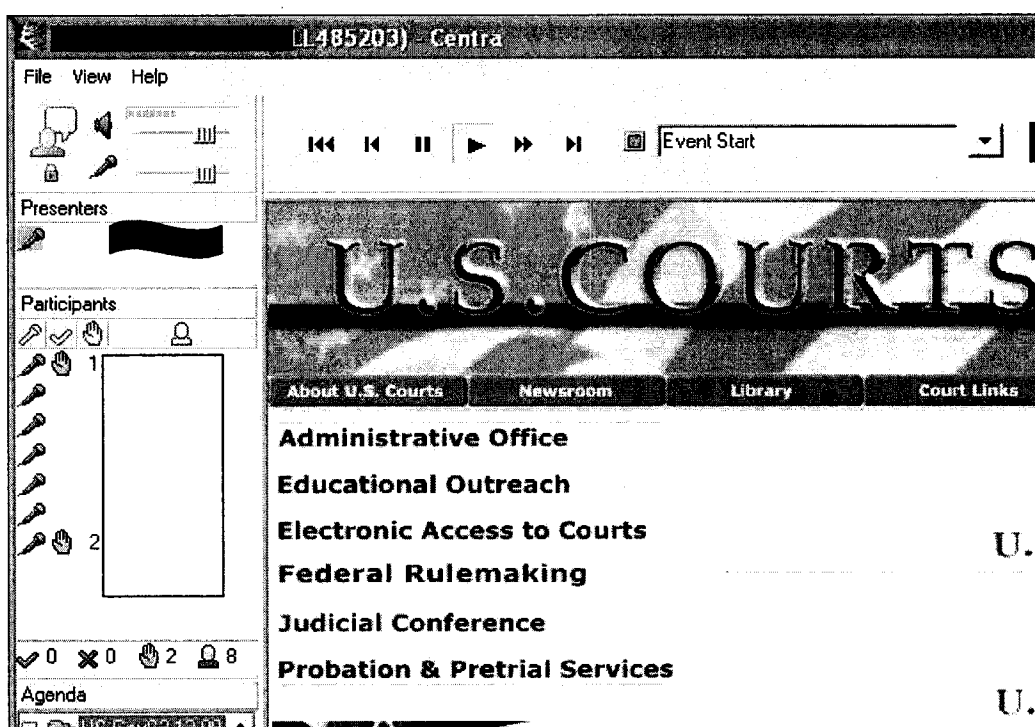 LL485203) - Centra
File View Help
Event Start
Presenters
U.S.COURTS
Participants
1
About U.S. Courts Newsroom Library Court Links
Administrative Office
Educational Outreach
Electronic Access to Courts
2
U.
Federal Rulemaking
Judicial Conference
0 0 2 8
Probation & Pretrial Services
Agenda
U.